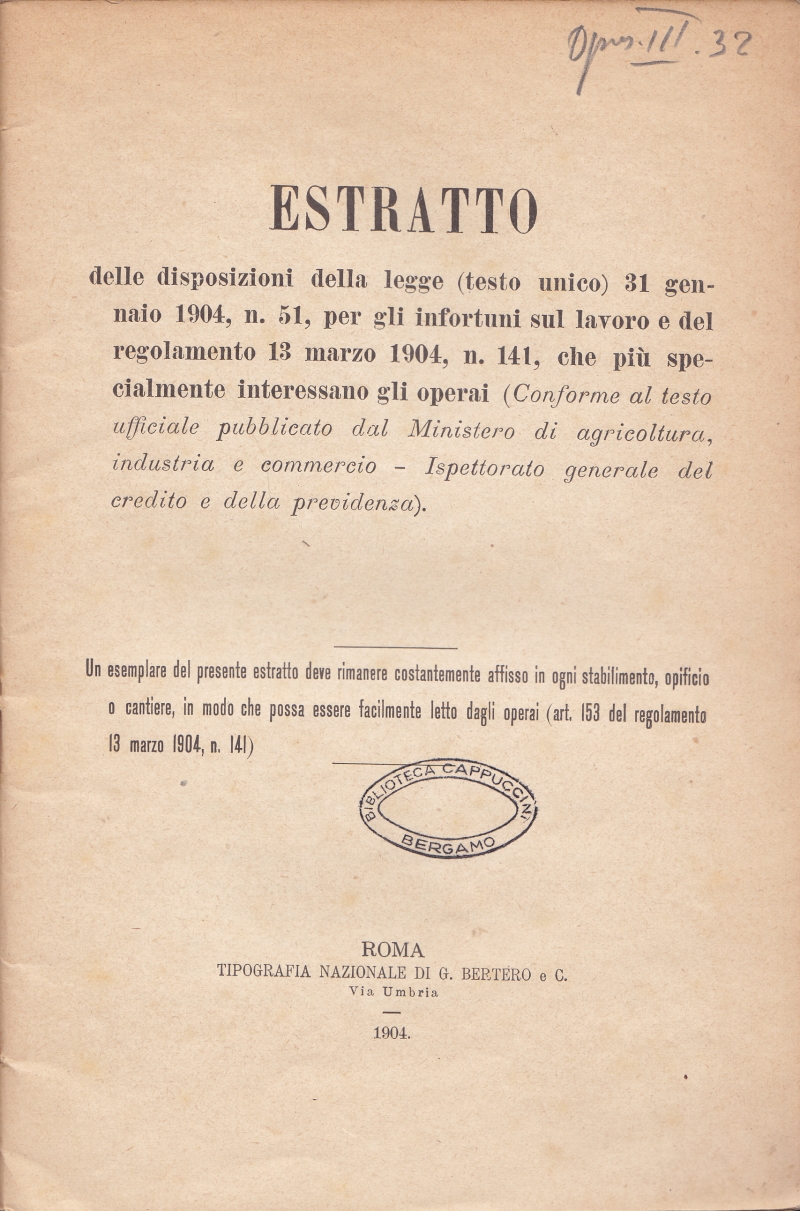 Opus. III. 32
ESTRATTO
delle disposizioni della legge (testo unico) 31 gen-
naio 1904, n. 51, per gli infortuni sul lavoro e del
regolamento 13 marzo 1904, n. 141, che più spe-
cialmente interessano gli operai (Conforme al testo
ufficiale pubblicato dal Ministero di agricoltura,
industria e commercio – Ispettorato generale del
credito e della previdenza).
Un esemplare del presente estratto deve rimanere costantemente affisso in ogni stabilimento, opificio
o cantiere, in modo che possa essere facilmente letto dagli operai (art. 153 del regolamento
13 marzo 1904, n. 141)
BIBLIOTECA CAPPUCCINI
BERGAMO
ROMA
TIPOGRAFIA NAZIONALE DI G. BERTERO e C.
Via Umbria
1904.